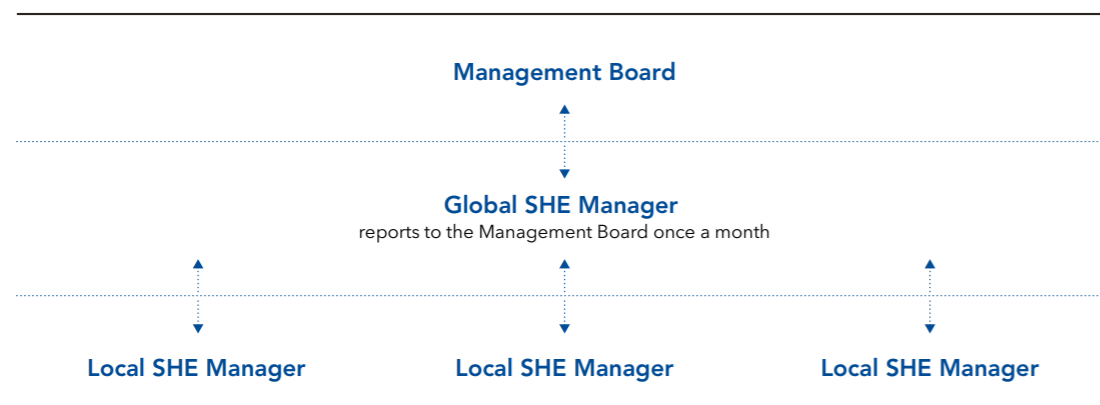 Management Board
Global SHE Manager
reports to the Management Board once a month
Local SHE Manager
Local SHE Manager
Local SHE Manager